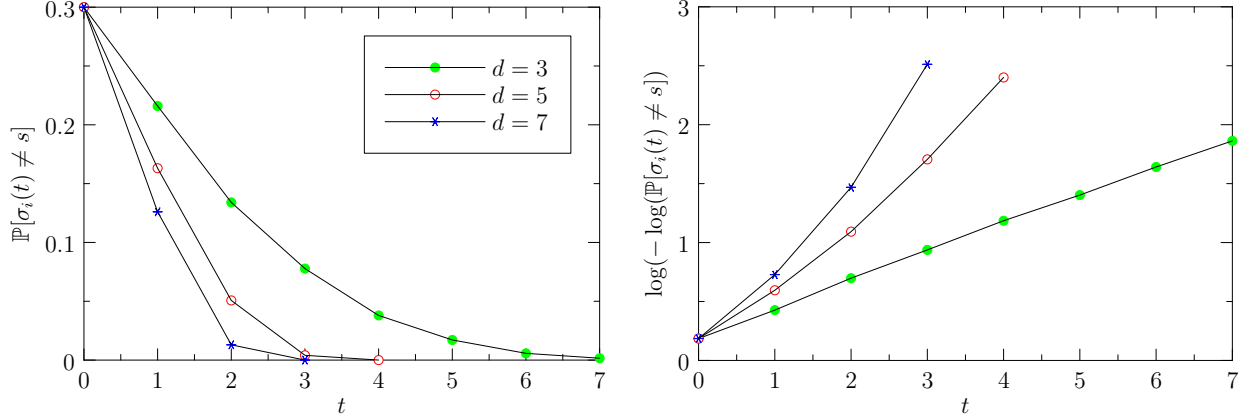 0.3
0.2
0.1
0
ℙ[σ_i(t) ≠ s]
d = 3
d = 5
d = 7
0 1 2 3 4 5 6 7
t
3
2
1
0
log(− log(ℙ[σ_i(t) ≠ s])
0 1 2 3 4 5 6 7
t